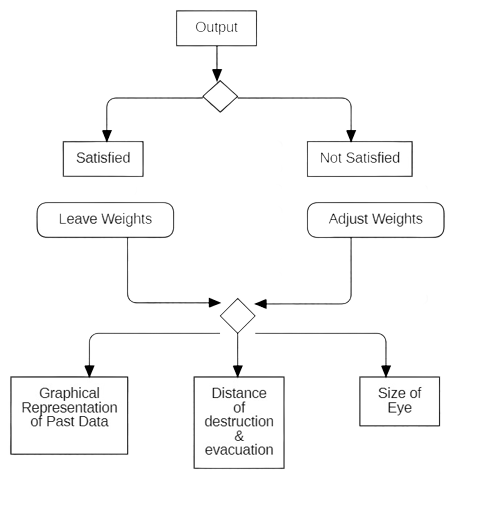 Output
Satisfied
Not Satisfied
Leave Weights
Adjust Weights
Graphical
Representation
of Past Data
Distance
of
destruction
&
evacuation
Size of
Eye